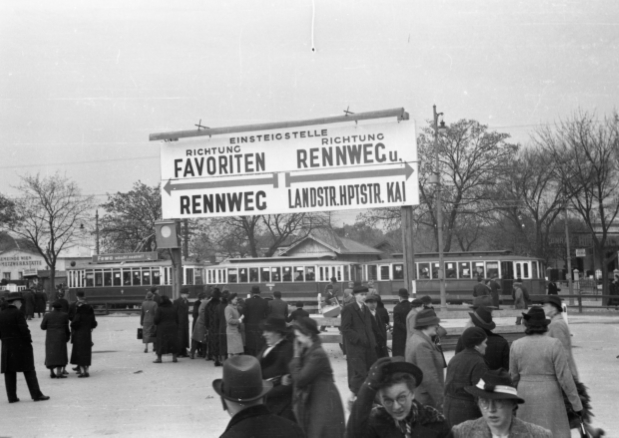 EINSTEIGSTELLE
RICHTUNG
FAVORITEN
RENNWEG
RICHTUNG
RENNWEG u.
LANDSTR. HPTSTR. KAI